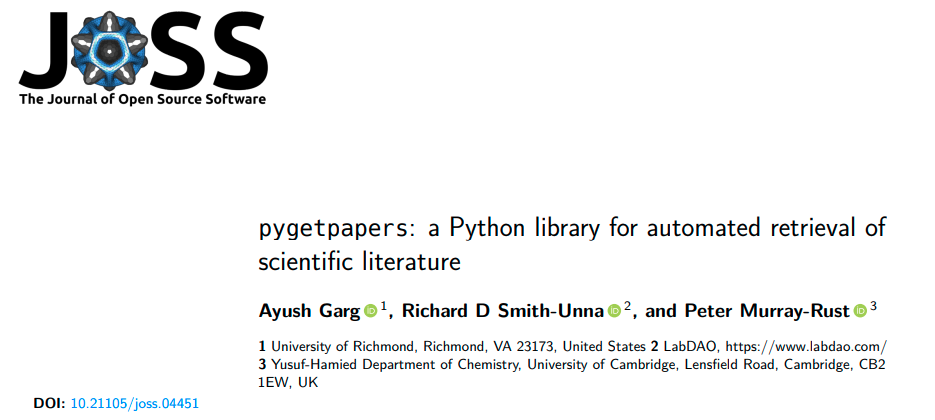 JOSS
The Journal of Open Source Software
pygetpapers: a Python library for automated retrieval of
scientific literature
Ayush Garg 1, Richard D Smith-Unna 2, and Peter Murray-Rust 3
1 University of Richmond, Richmond, VA 23173, United States 2 LabDAO, https://www.labdao.com/
3 Yusuf-Hamied Department of Chemistry, University of Cambridge, Lensfield Road, Cambridge, CB2
1EW, UK
DOI: 10.21105/joss.04451